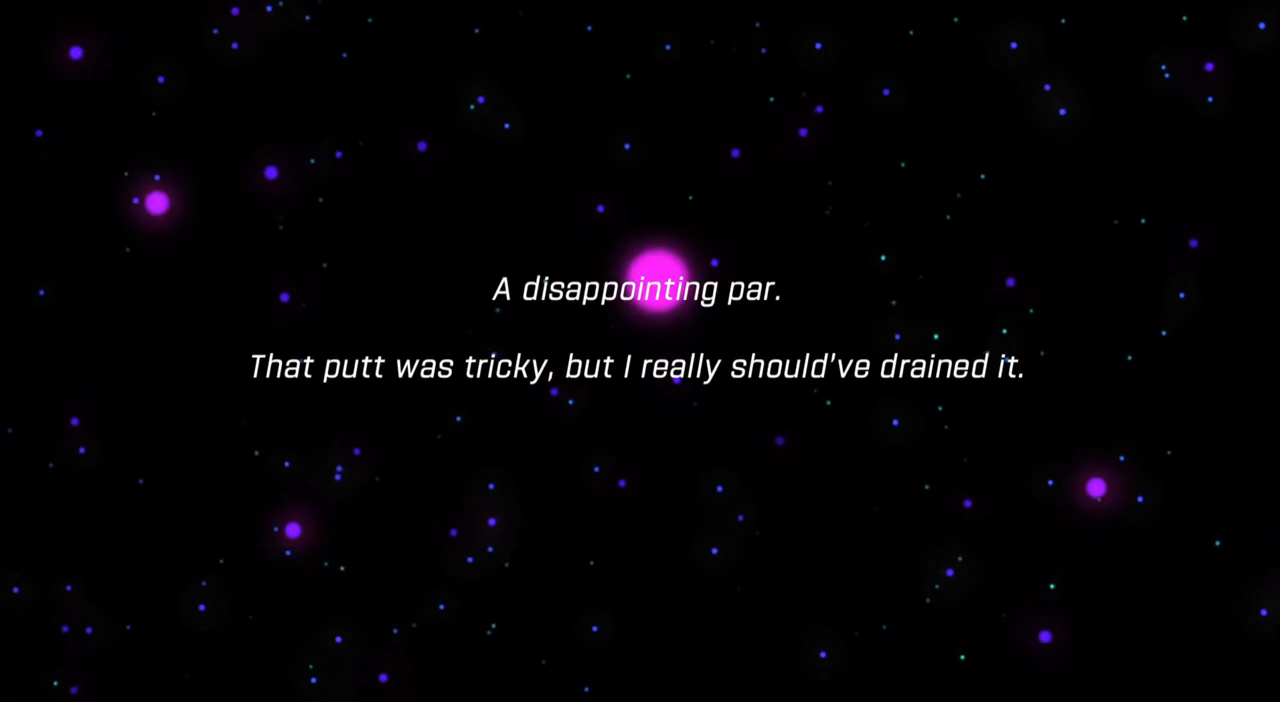 A disappointing par.
That putt was tricky, but I really should've drained it.